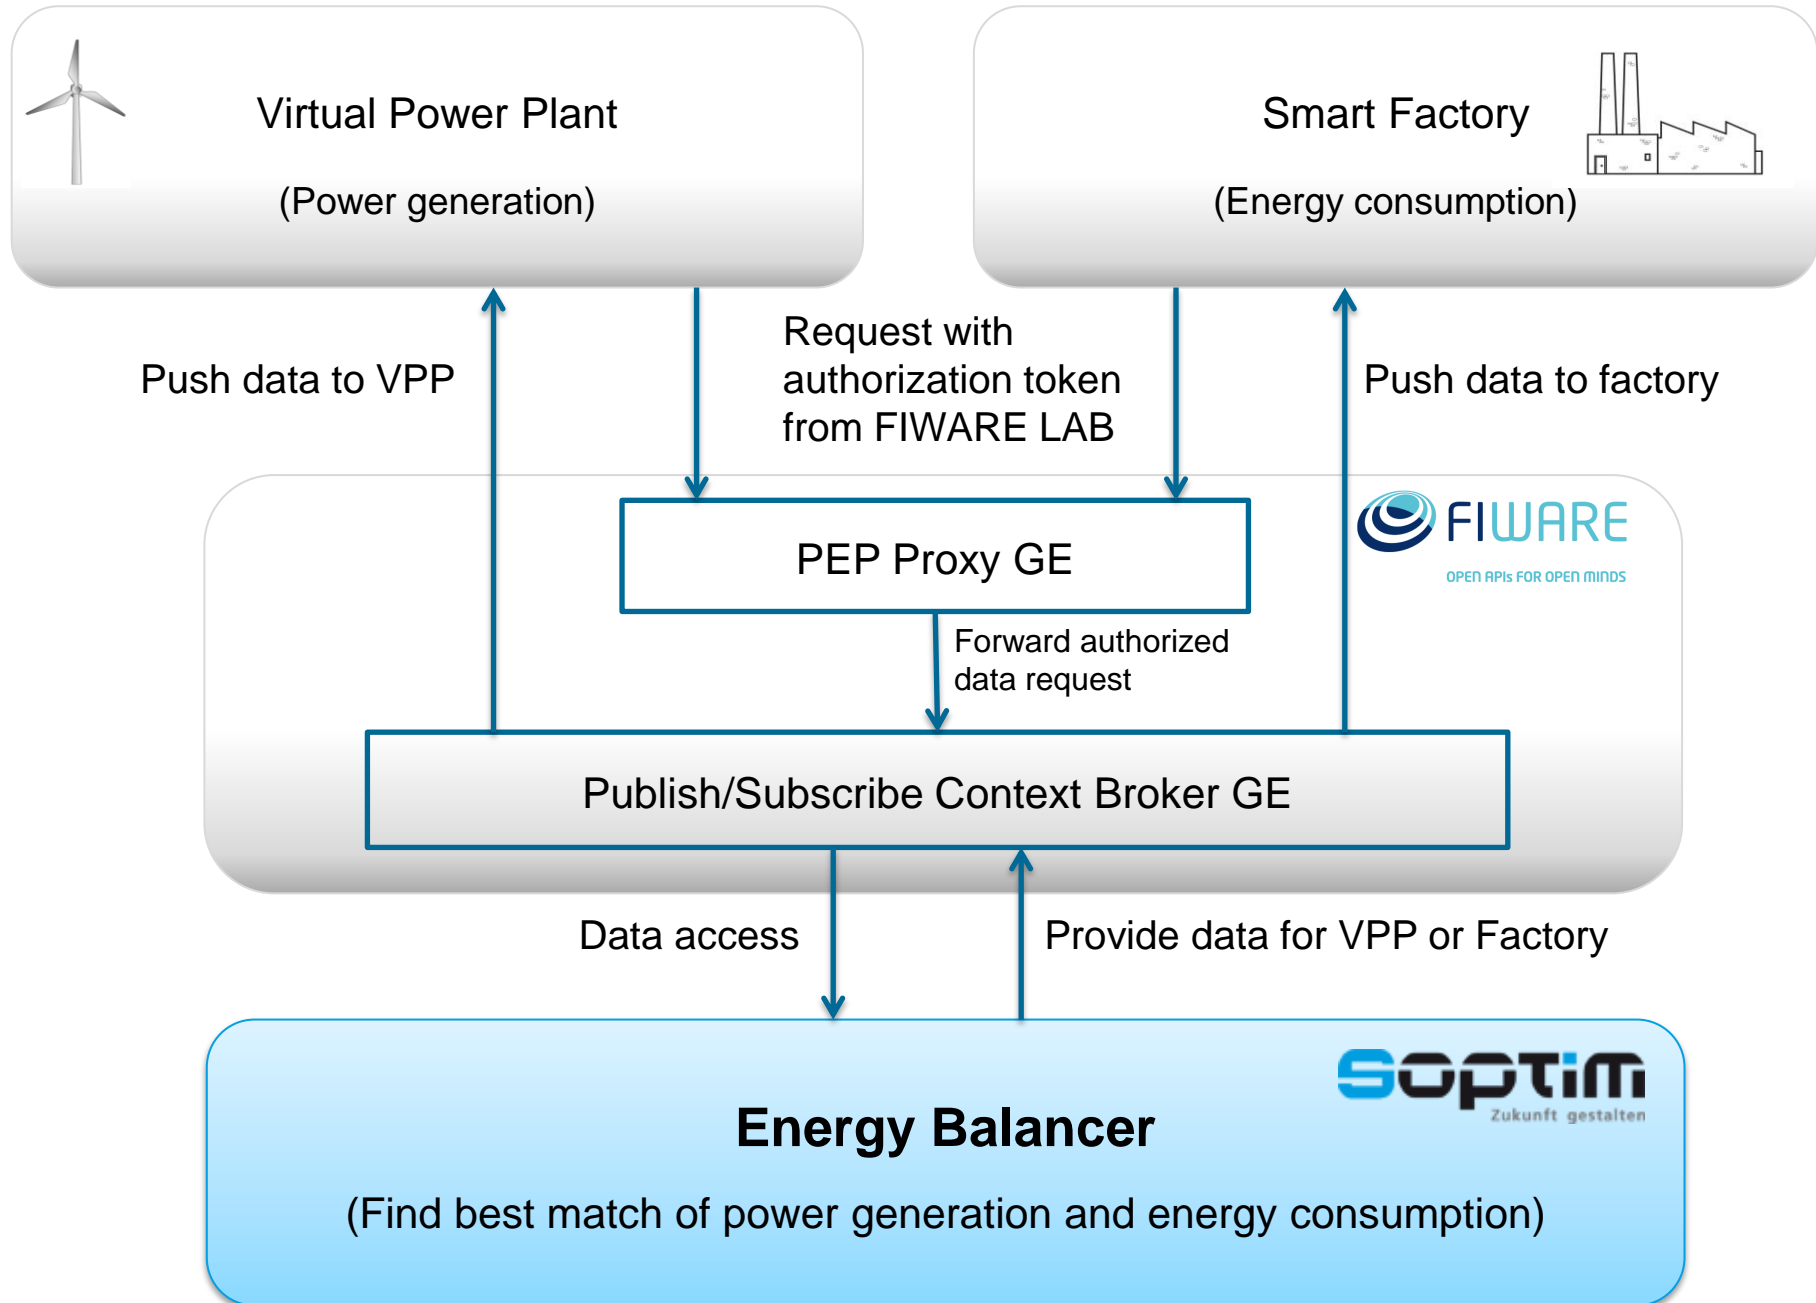 Virtual Power Plant
(Power generation)
Smart Factory
(Energy consumption)
Push data to VPP
Request with
authorization token
from FIWARE LAB
Push data to factory
FIWARE
OPEN APIs FOR OPEN MINDS
PEP Proxy GE
Forward authorized
data request
Publish/Subscribe Context Broker GE
Data access
Provide data for VPP or Factory
soptim
Zukunft gestalten
Energy Balancer
(Find best match of power generation and energy consumption)